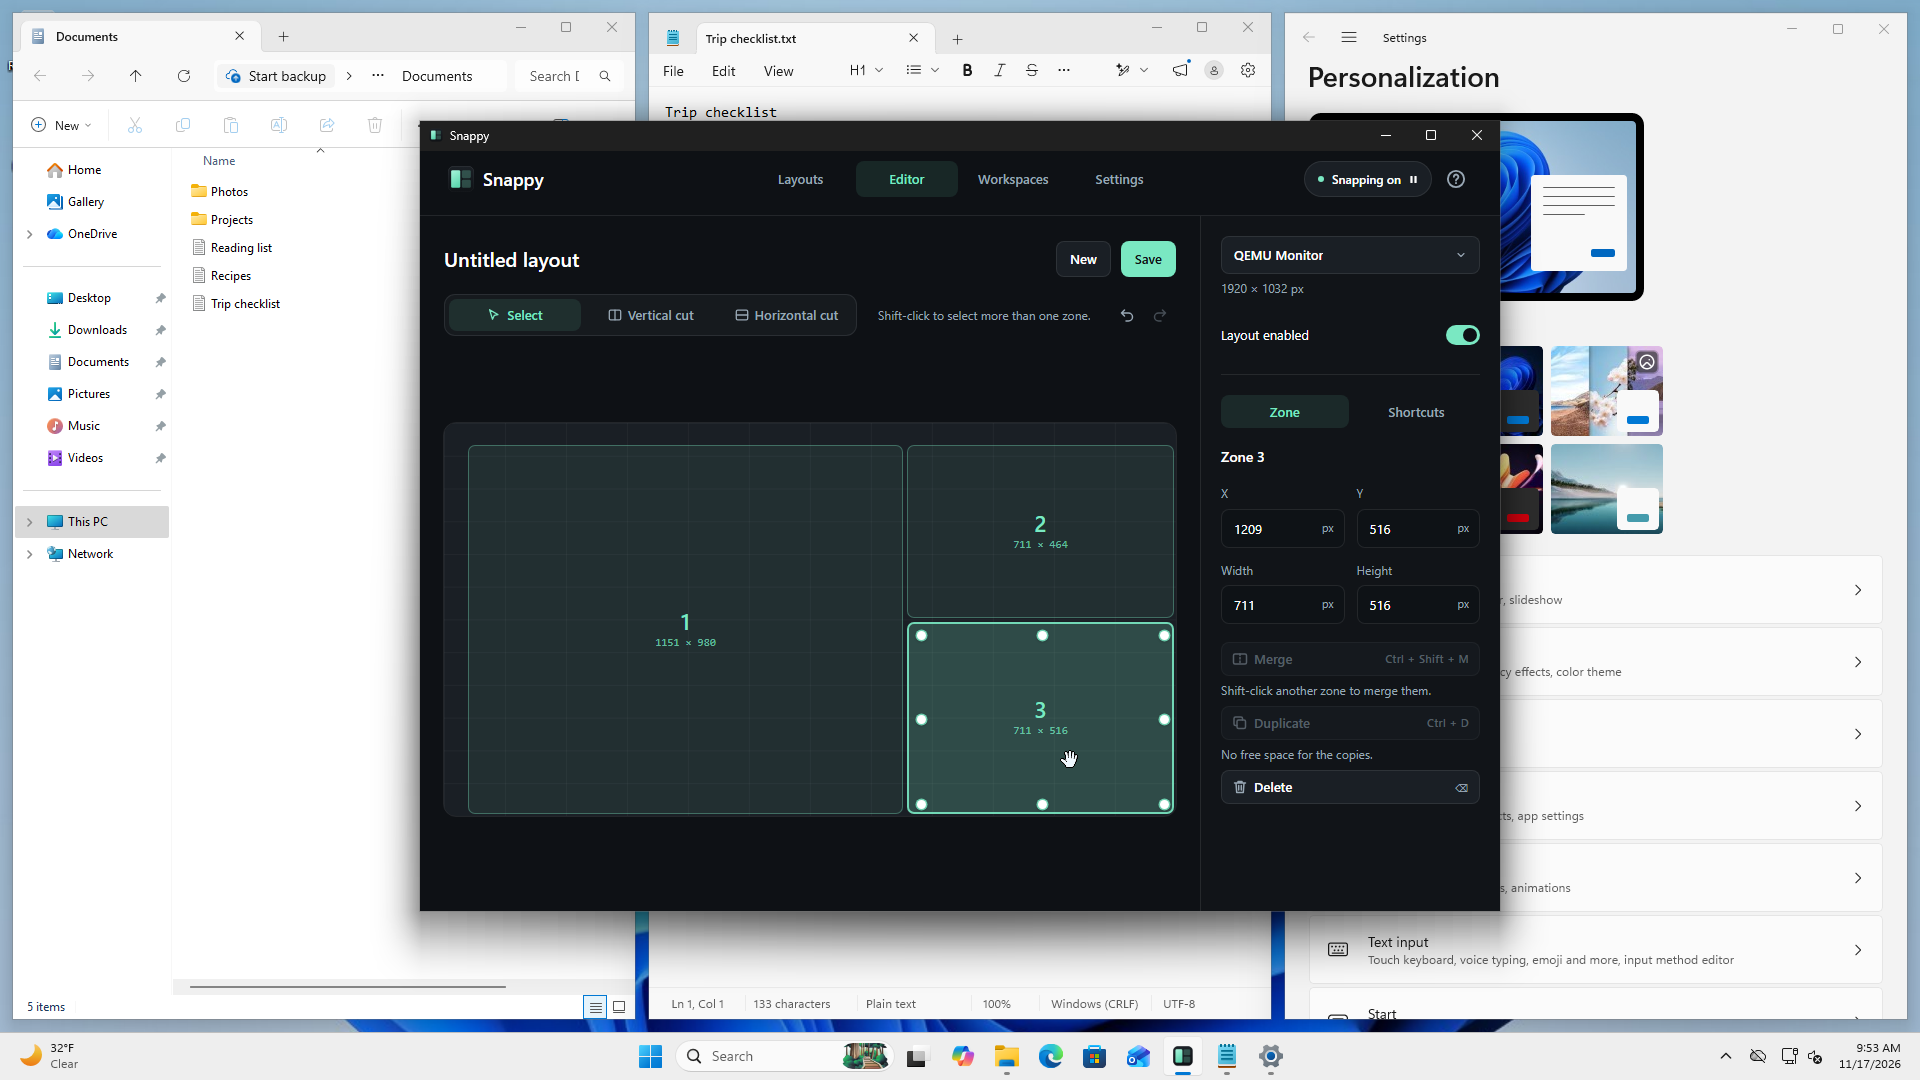 Documents
Start backup
Documents
Search D
New
Home
Gallery
OneDrive
Desktop
Downloads
Documents
Pictures
Music
Videos
This PC
Network
Name
Photos
Projects
Reading list
Recipes
Trip checklist
5 items
Trip checklist.txt
File
Edit
View
H1
B
Trip checklist
Ln 1, Col 1
133 characters
Plain text
100%
Windows (CRLF)
UTF-8
Settings
Personalization
, slideshow
cy effects, color theme
ts, app settings
s, animations
Text input
Touch keyboard, voice typing, emoji and more, input method editor
Start
Snappy
Snappy
Layouts
Editor
Workspaces
Settings
Snapping on
Untitled layout
New
Save
Select
Vertical cut
Horizontal cut
Shift-click to select more than one zone.
1
1151 × 980
2
711 × 464
3
711 × 516
QEMU Monitor
1920 × 1032 px
Layout enabled
Zone
Shortcuts
Zone 3
X
Y
1209 px
516 px
Width
Height
711 px
516 px
Merge
Ctrl + Shift + M
Shift-click another zone to merge them.
Duplicate
Ctrl + D
No free space for the copies.
Delete
32°F
Clear
Search
9:53 AM
11/17/2026